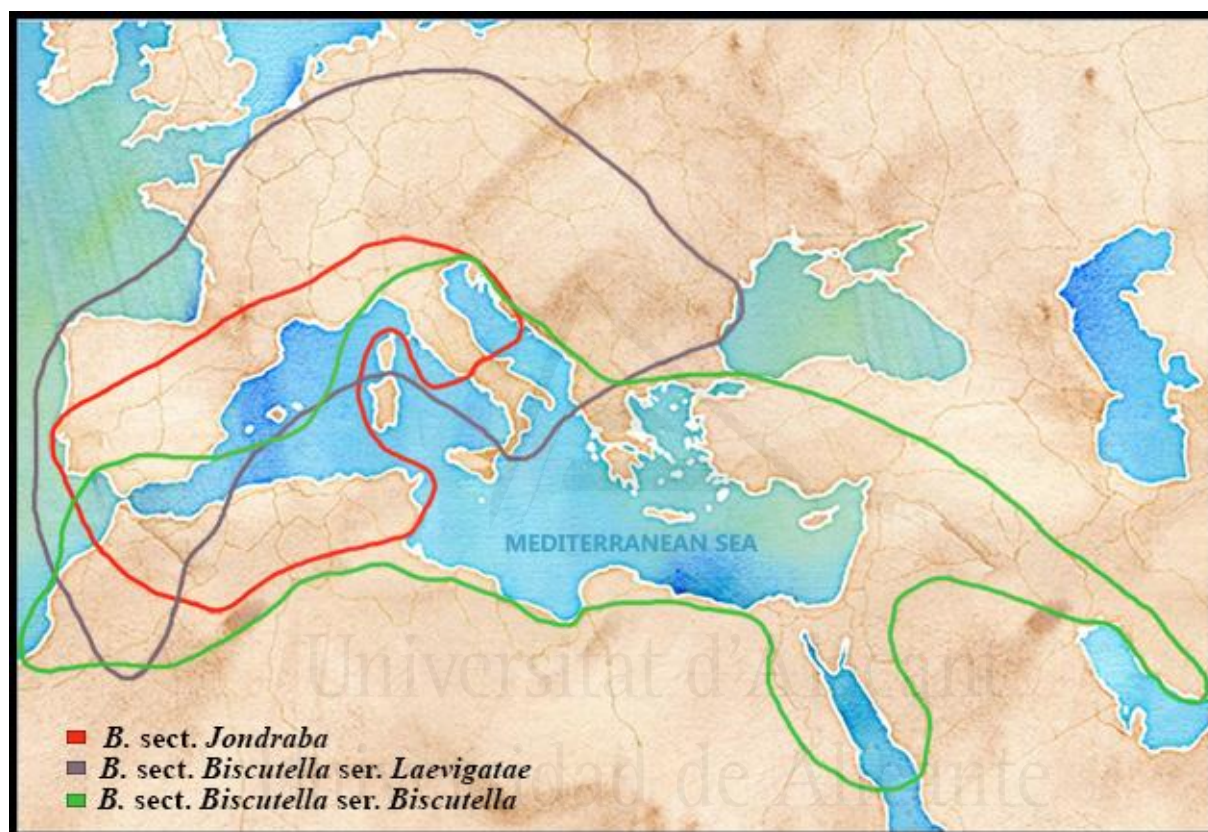 MEDITERRANEAN SEA
Universitat d'Alacant
Universidad de Alicante
B. sect. Jondraba
B. sect. Biscutella ser. Laevigatae
B. sect. Biscutella ser. Biscutella